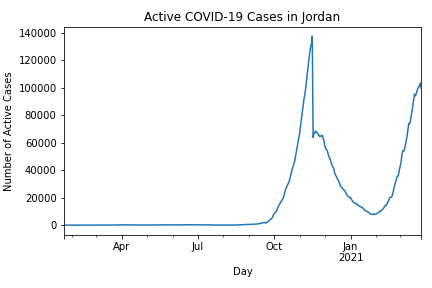 Active COVID-19 Cases in Jordan
140000
120000
100000
80000
60000
40000
20000
0
Number of Active Cases
Apr
Jul
Oct
Jan
2021
Day